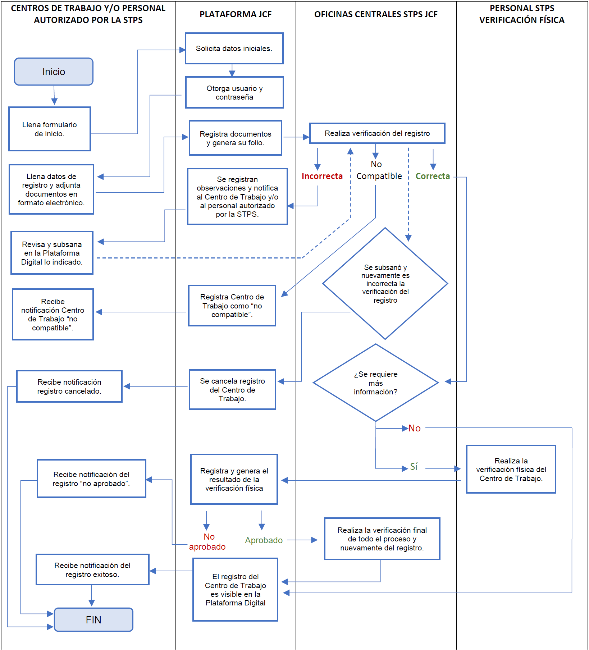 CENTROS DE TRABAJO Y/O PERSONAL
AUTORIZADO POR LA STPS
PLATAFORMA JCF
OFICINAS CENTRALES STPS JCF
PERSONAL STPS
VERIFICACIÓN FÍSICA
Inicio
Solicita datos iniciales.
Otorga usuario y
contraseña
Llena formulario
de inicio.
Registra documentos
y genera su folio.
Realiza verificación del registro
Incorrecta
No
Compatible
Correcta
Llena datos de
registro y adjunta
documentos en
formato electrónico.
Se registran
observaciones y notifica
al Centro de Trabajo y/o
al personal autorizado
por la STPS.
Revisa y subsana
en la Plataforma
Digital lo indicado.
Se subsanó y
nuevamente es
incorrecta la
verificación del
registro
Recibe
notificación Centro
de Trabajo “no
compatible”.
Registra Centro de
Trabajo como “no
compatible”.
¿Se requiere
más
información?
Recibe notificación
registro cancelado.
Se cancela registro
del Centro de
Trabajo.
No
Sí
Realiza la
verificación física del
Centro de Trabajo.
Recibe notificación del
registro “no aprobado”.
Registra y genera el
resultado de la
verificación física
No
aprobado
Aprobado
Realiza la verificación final
de todo el proceso y
nuevamente del registro.
Recibe notificación del
registro exitoso.
El registro del
Centro de Trabajo
es visible en la
Plataforma Digital
FIN